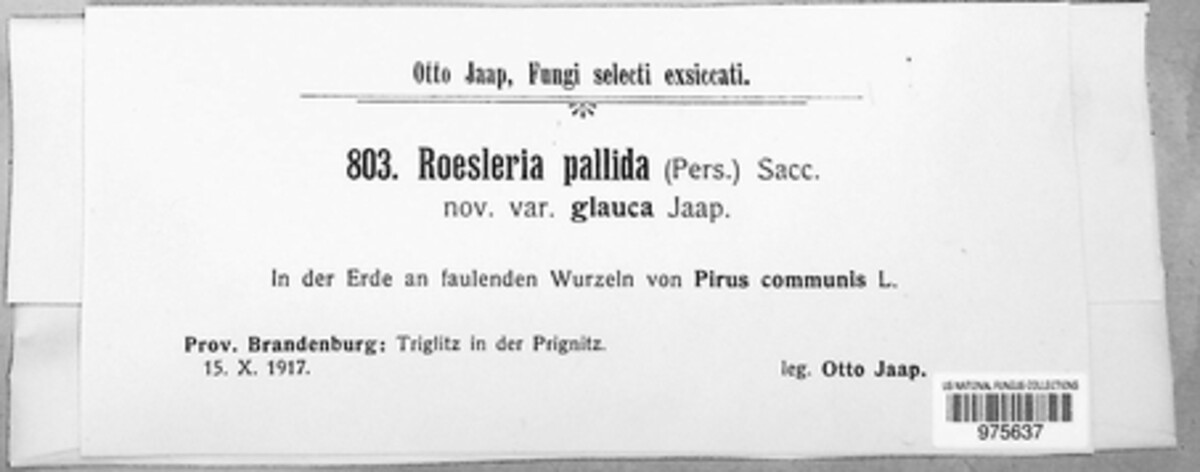 Otto Jaap, Fungi selecti exsiccati.
803. Roesleria pallida (Pers.) Sacc.
nov. var. glauca Jaap.
In der Erde an faulenden Wurzeln von Pirus communis L.
Prov. Brandenburg: Triglitz in der Prignitz.
15. X. 1917.
leg. Otto Jaap.
US NATIONAL FUNGUS COLLECTIONS
975637